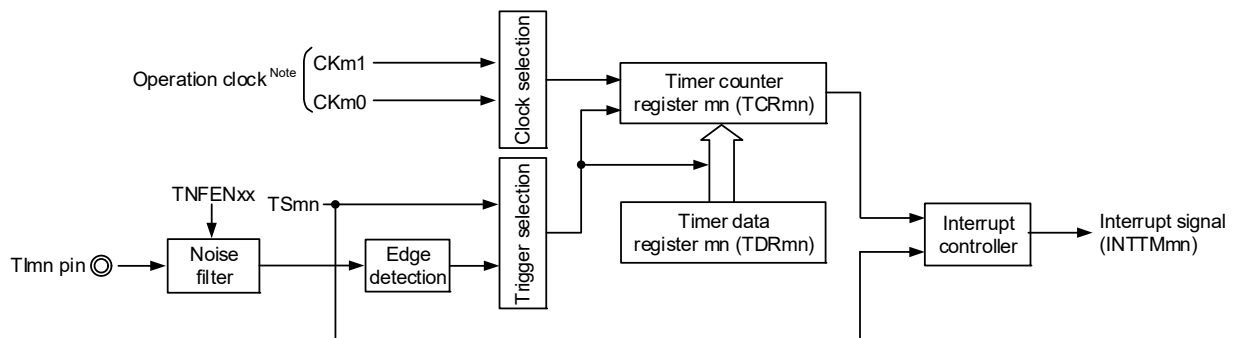 CKm1
Operation clock Note
CKm0
Clock selection
Timer counter
register mn (TCRmn)
TNFENxx
TSmn
Trigger selection
Timer data
register mn (TDRmn)
Interrupt
controller
Interrupt signal
(INTTMmn)
TImn pin
Noise
filter
Edge
detection